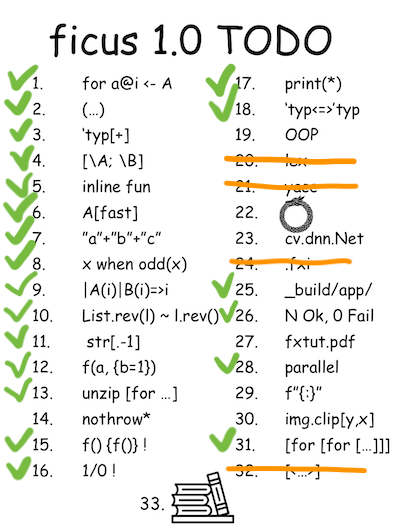 ficus 1.0 TODO
1. for a@i <- A
2. (...)
3. 'typ[+]
4. [\A; \B]
5. inline fun
6. A[fast]
7. "a"+"b"+"c"
8. x when odd(x)
9. |A(i)|B(i)=>i
10. List.rev(l) ~ l.rev()
11. str[.-1]
12. f(a, {b=1})
13. unzip [for ...]
14. nothrow*
15. f() {f()} !
16. 1/0 !
17. print(*)
18. 'typ<=>'typ
19. OOP
20. lex
21. yacc
22.
23. cv.dnn.Net
24. .fxi
25. _build/app/
26. N Ok, 0 Fail
27. fxtut.pdf
28. parallel
29. f"{:}"
30. img.clip[y,x]
31. [for [for [...]]]
32. [<...>]
33.